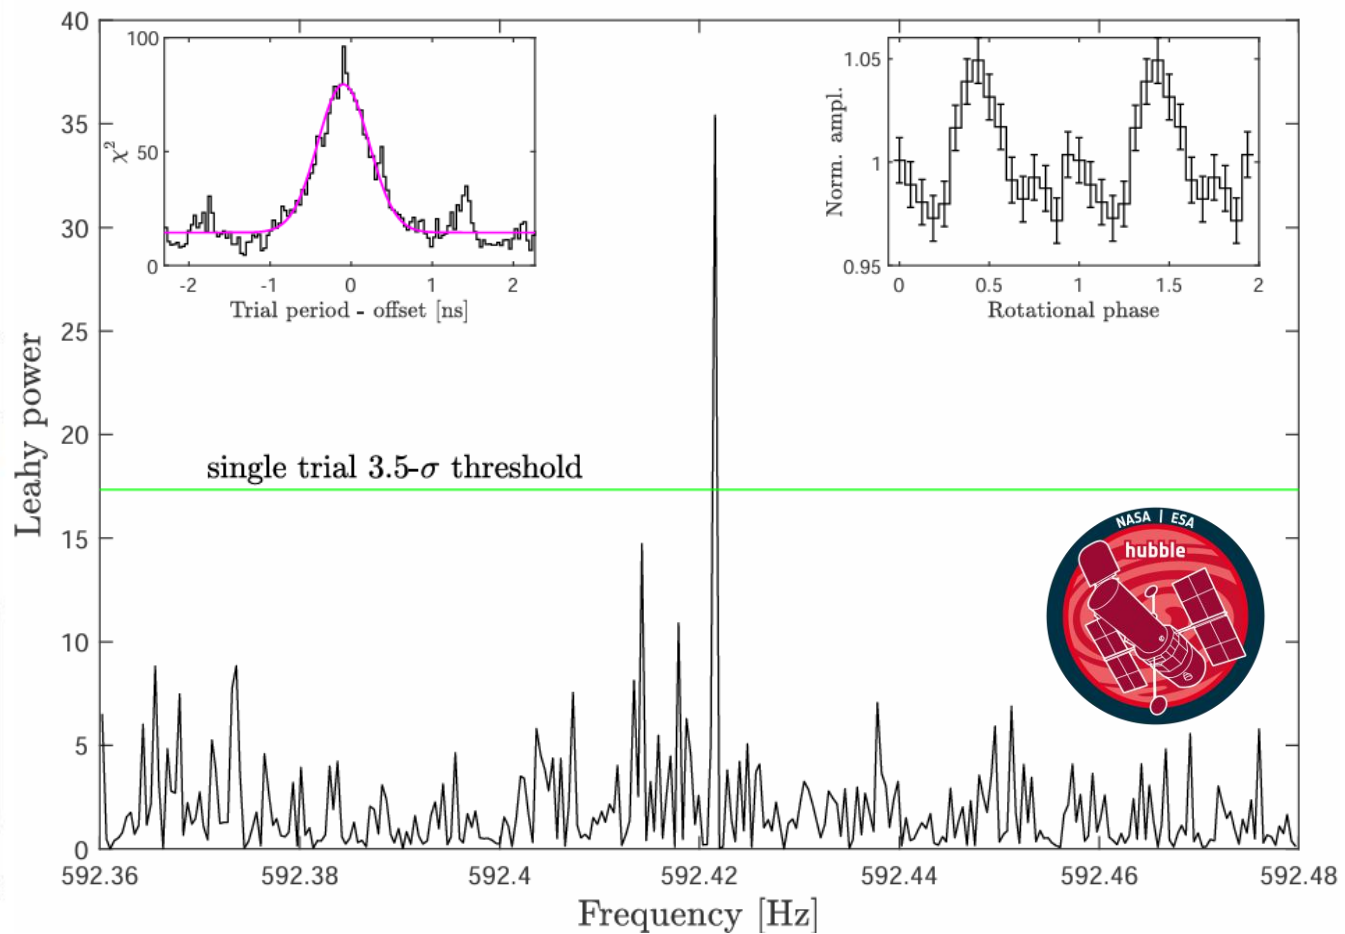 40
35
30
25
20
15
10
5
0
Leahy power
592.36 592.38 592.4 592.42 592.44 592.46 592.48
Frequency [Hz]
100
50
0
χ²
-2 -1 0 1 2
Trial period - offset [ns]
1.05
1
0.95
Norm. ampl.
0 0.5 1 1.5 2
Rotational phase
single trial 3.5-σ threshold
NASA | ESA
hubble